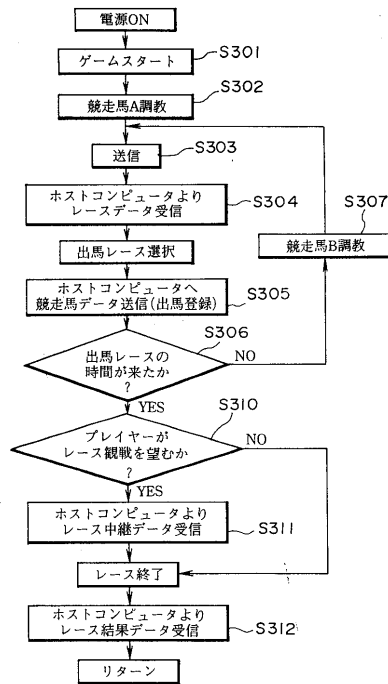 電源ON
ゲームスタート
S301
競走馬A調教
S302
送信
S303
ホストコンピュータより
レースデータ受信
S304
出馬レース選択
ホストコンピュータへ
競走馬データ送信(出馬登録)
S305
出馬レースの
時間が来たか
?
S306
NO
競走馬B調教
S307
YES
プレイヤーが
レース観戦を望むか
?
S310
NO
YES
ホストコンピュータより
レース中継データ受信
S311
レース終了
ホストコンピュータより
レース結果データ受信
S312
リターン